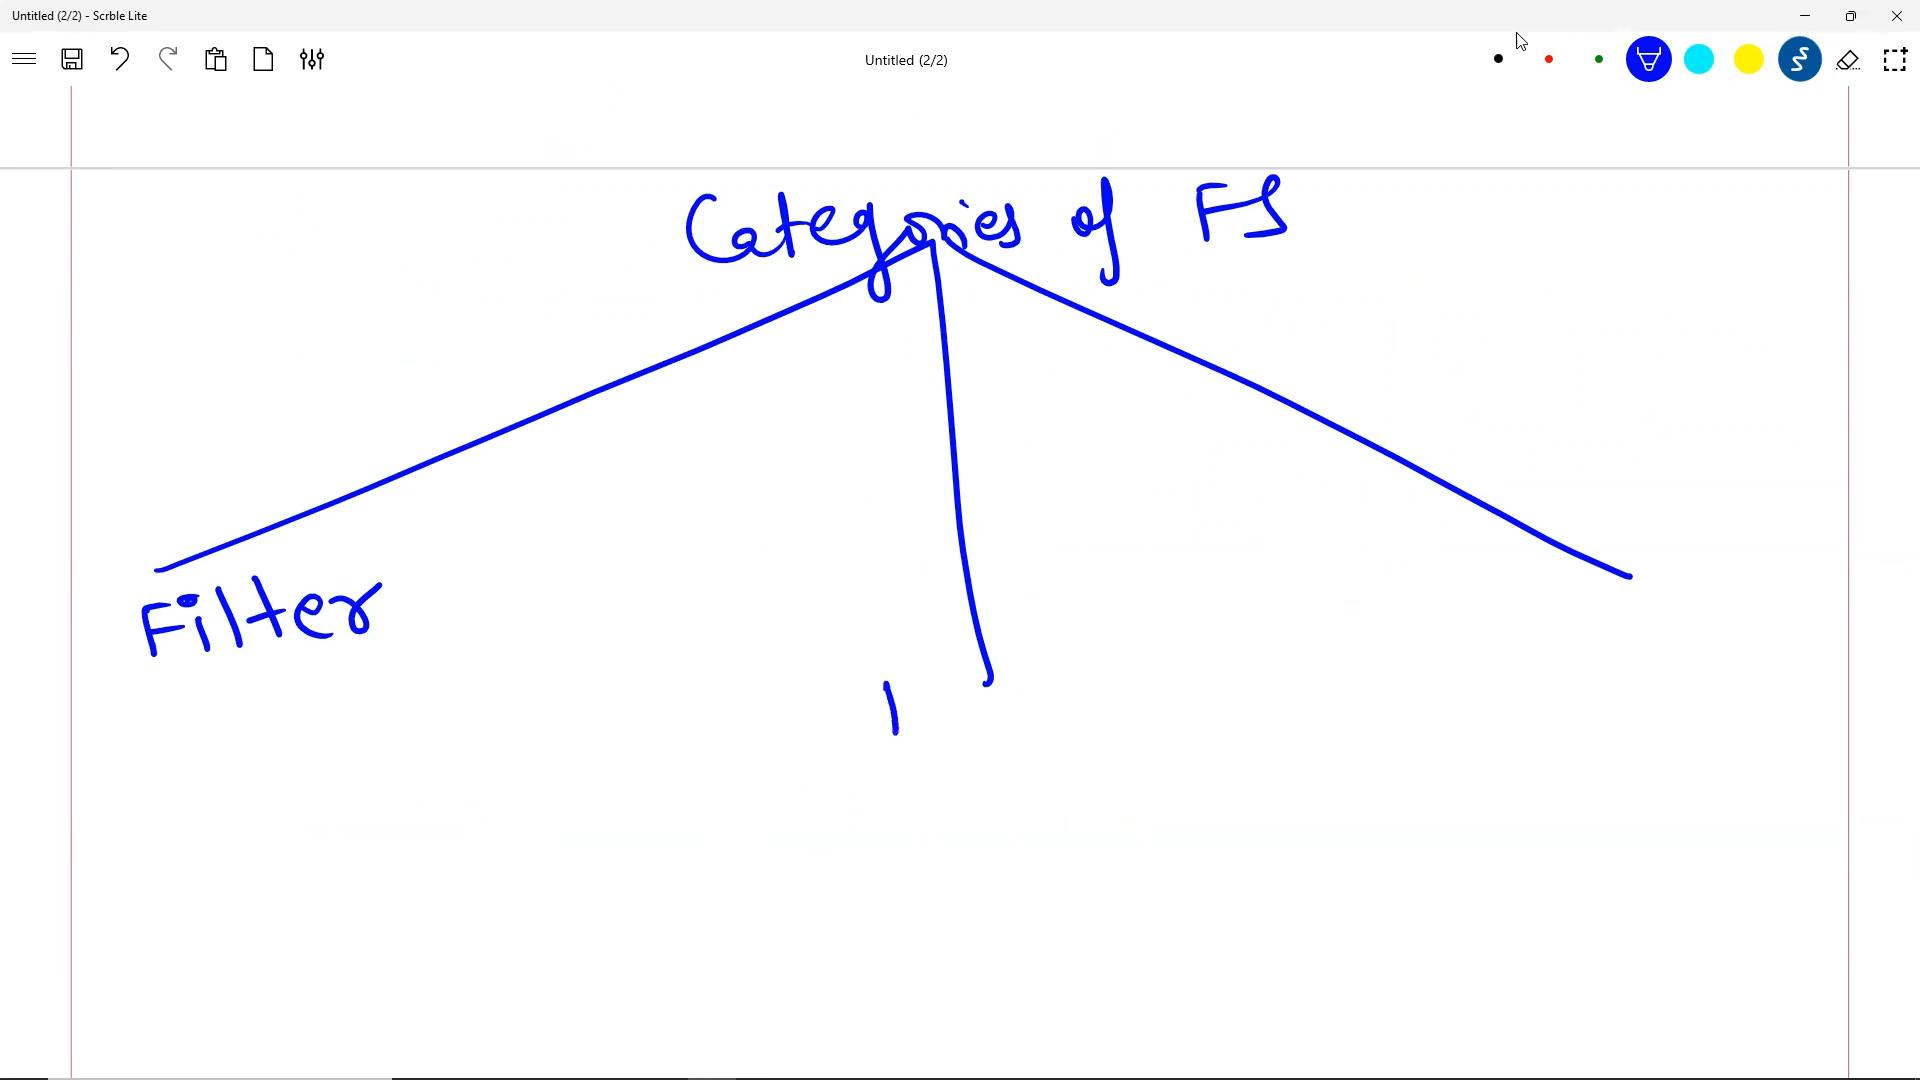 Untitled (2/2) - Scrble Lite
Untitled (2/2)
Categories of FS
Filter